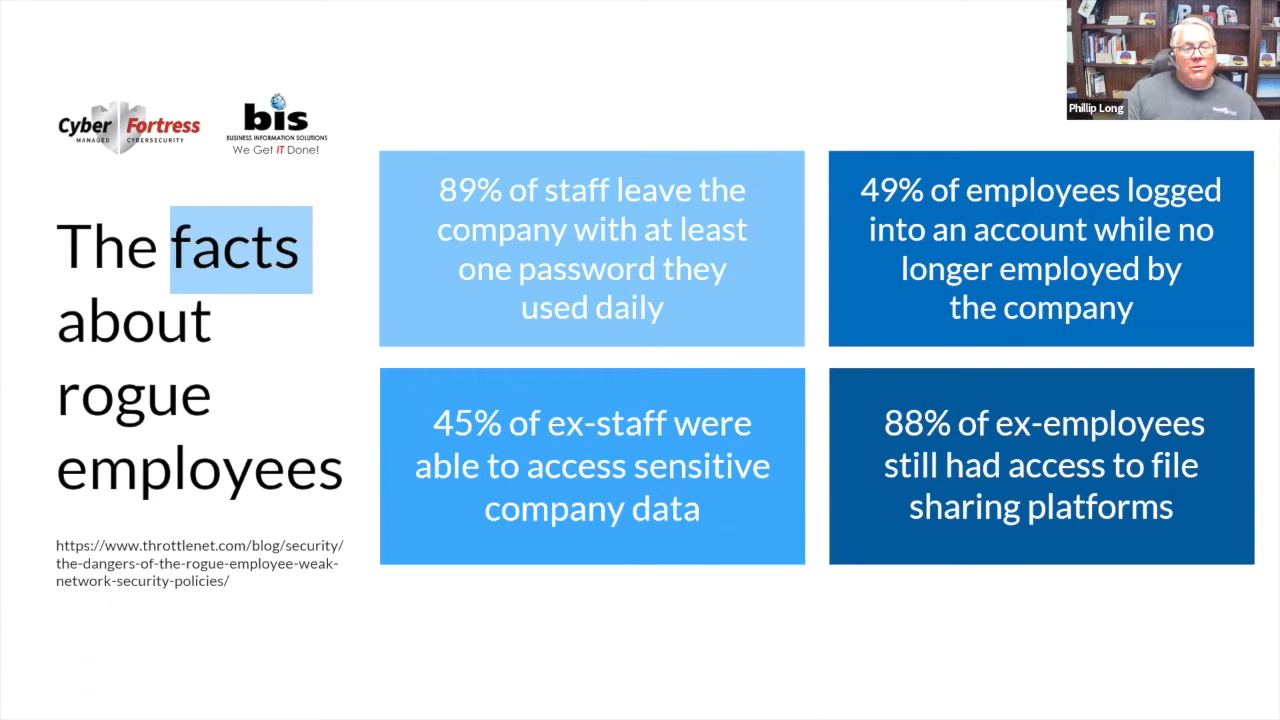 Phillip Long
Cyber Fortress
MANAGED CYBERSECURITY
bis
BUSINESS INFORMATION SOLUTIONS
We Get IT Done!
The facts
about
rogue
employees
https://www.throttlenet.com/blog/security/
the-dangers-of-the-rogue-employee-weak-
network-security-policies/
89% of staff leave the
company with at least
one password they
used daily
49% of employees logged
into an account while no
longer employed by
the company
45% of ex-staff were
able to access sensitive
company data
88% of ex-employees
still had access to file
sharing platforms